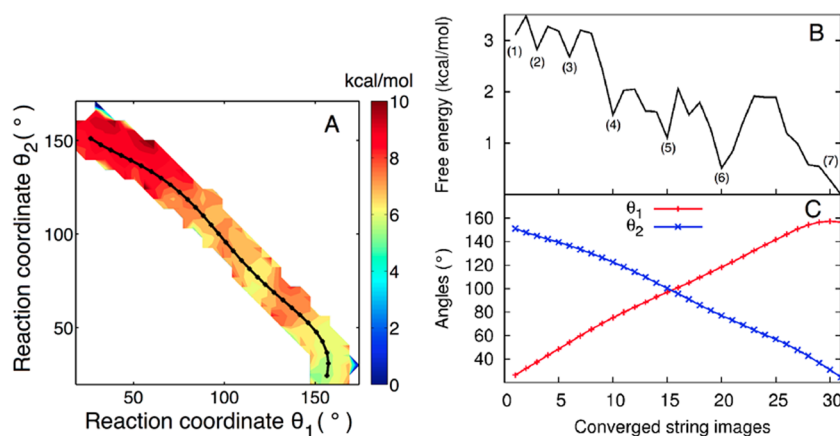 kcal/mol
A
10
8
6
4
2
0
150
100
50
Reaction coordinate θ2(°)
50 100 150
Reaction coordinate θ1(°)
B
3
2
1
Free energy (kcal/mol)
(1)
(2)
(3)
(4)
(5)
(6)
(7)
C
θ1
θ2
160
140
120
100
80
60
40
Angles (°)
0 5 10 15 20 25 30
Converged string images